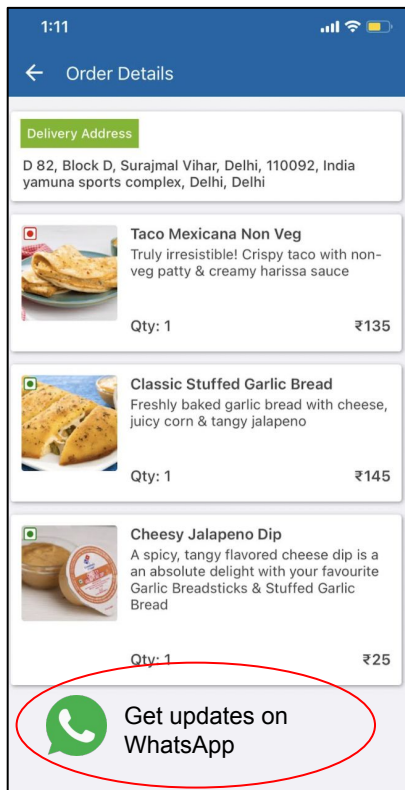 1:11
Order Details
Delivery Address
D 82, Block D, Surajmal Vihar, Delhi, 110092, India
yamuna sports complex, Delhi, Delhi
Taco Mexicana Non Veg
Truly irresistible! Crispy taco with non-
veg patty & creamy harissa sauce
Qty: 1 ₹135
Classic Stuffed Garlic Bread
Freshly baked garlic bread with cheese,
juicy corn & tangy jalapeno
Qty: 1 ₹145
Cheesy Jalapeno Dip
A spicy, tangy flavored cheese dip is a
an absolute delight with your favourite
Garlic Breadsticks & Stuffed Garlic
Bread
Qty: 1 ₹25
Get updates on
WhatsApp